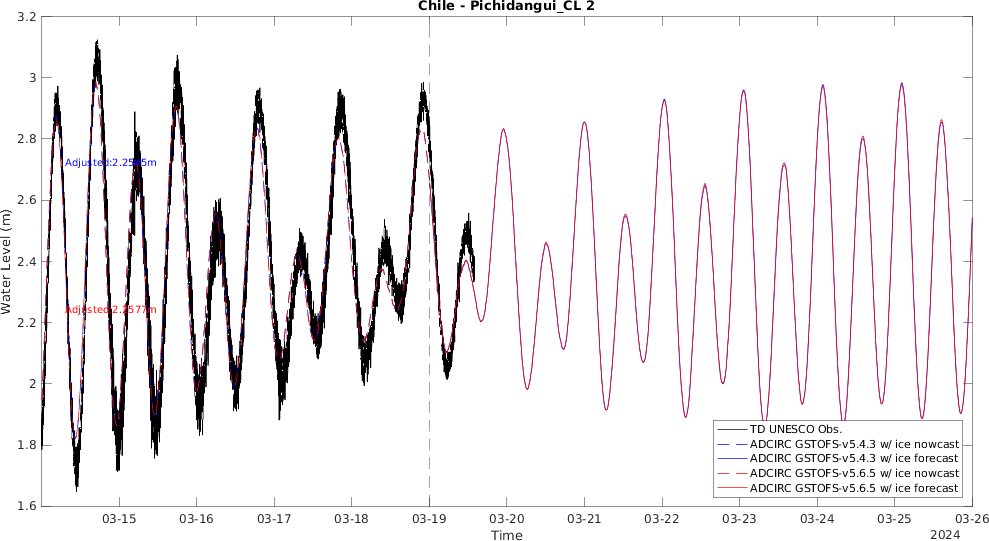 Chile - Pichidangui_CL 2
3.2
3
2.8
2.6
2.4
2.2
2
1.8
1.6
Water Level (m)
Adjusted:2.2577m
TD UNESCO Obs.
ADCIRC GSTOFS-v5.4.3 w/ ice nowcast
ADCIRC GSTOFS-v5.4.3 w/ ice forecast
ADCIRC GSTOFS-v5.6.5 w/ ice nowcast
ADCIRC GSTOFS-v5.6.5 w/ ice forecast
03-15 03-16 03-17 03-18 03-19 03-20 03-21 03-22 03-23 03-24 03-25 03-26
Time
2024